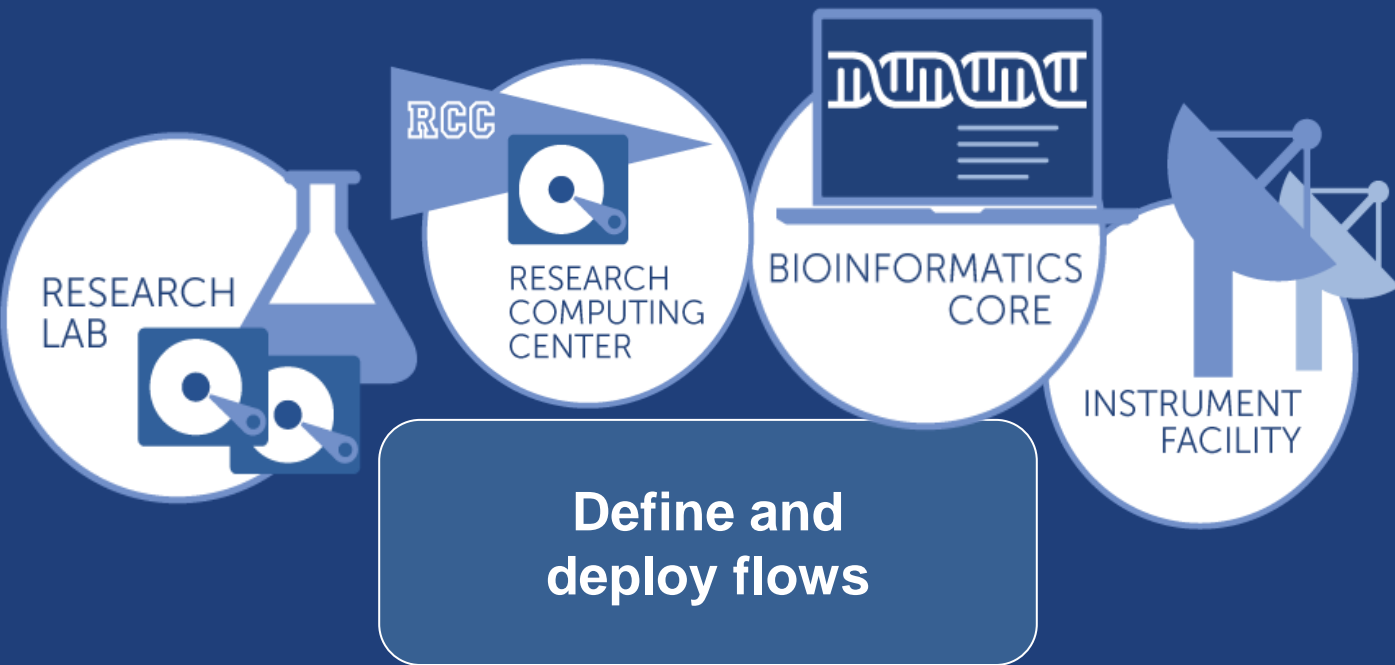 RESEARCH
LAB
RCC
RESEARCH
COMPUTING
CENTER
BIOINFORMATICS
CORE
INSTRUMENT
FACILITY
Define and
deploy flows